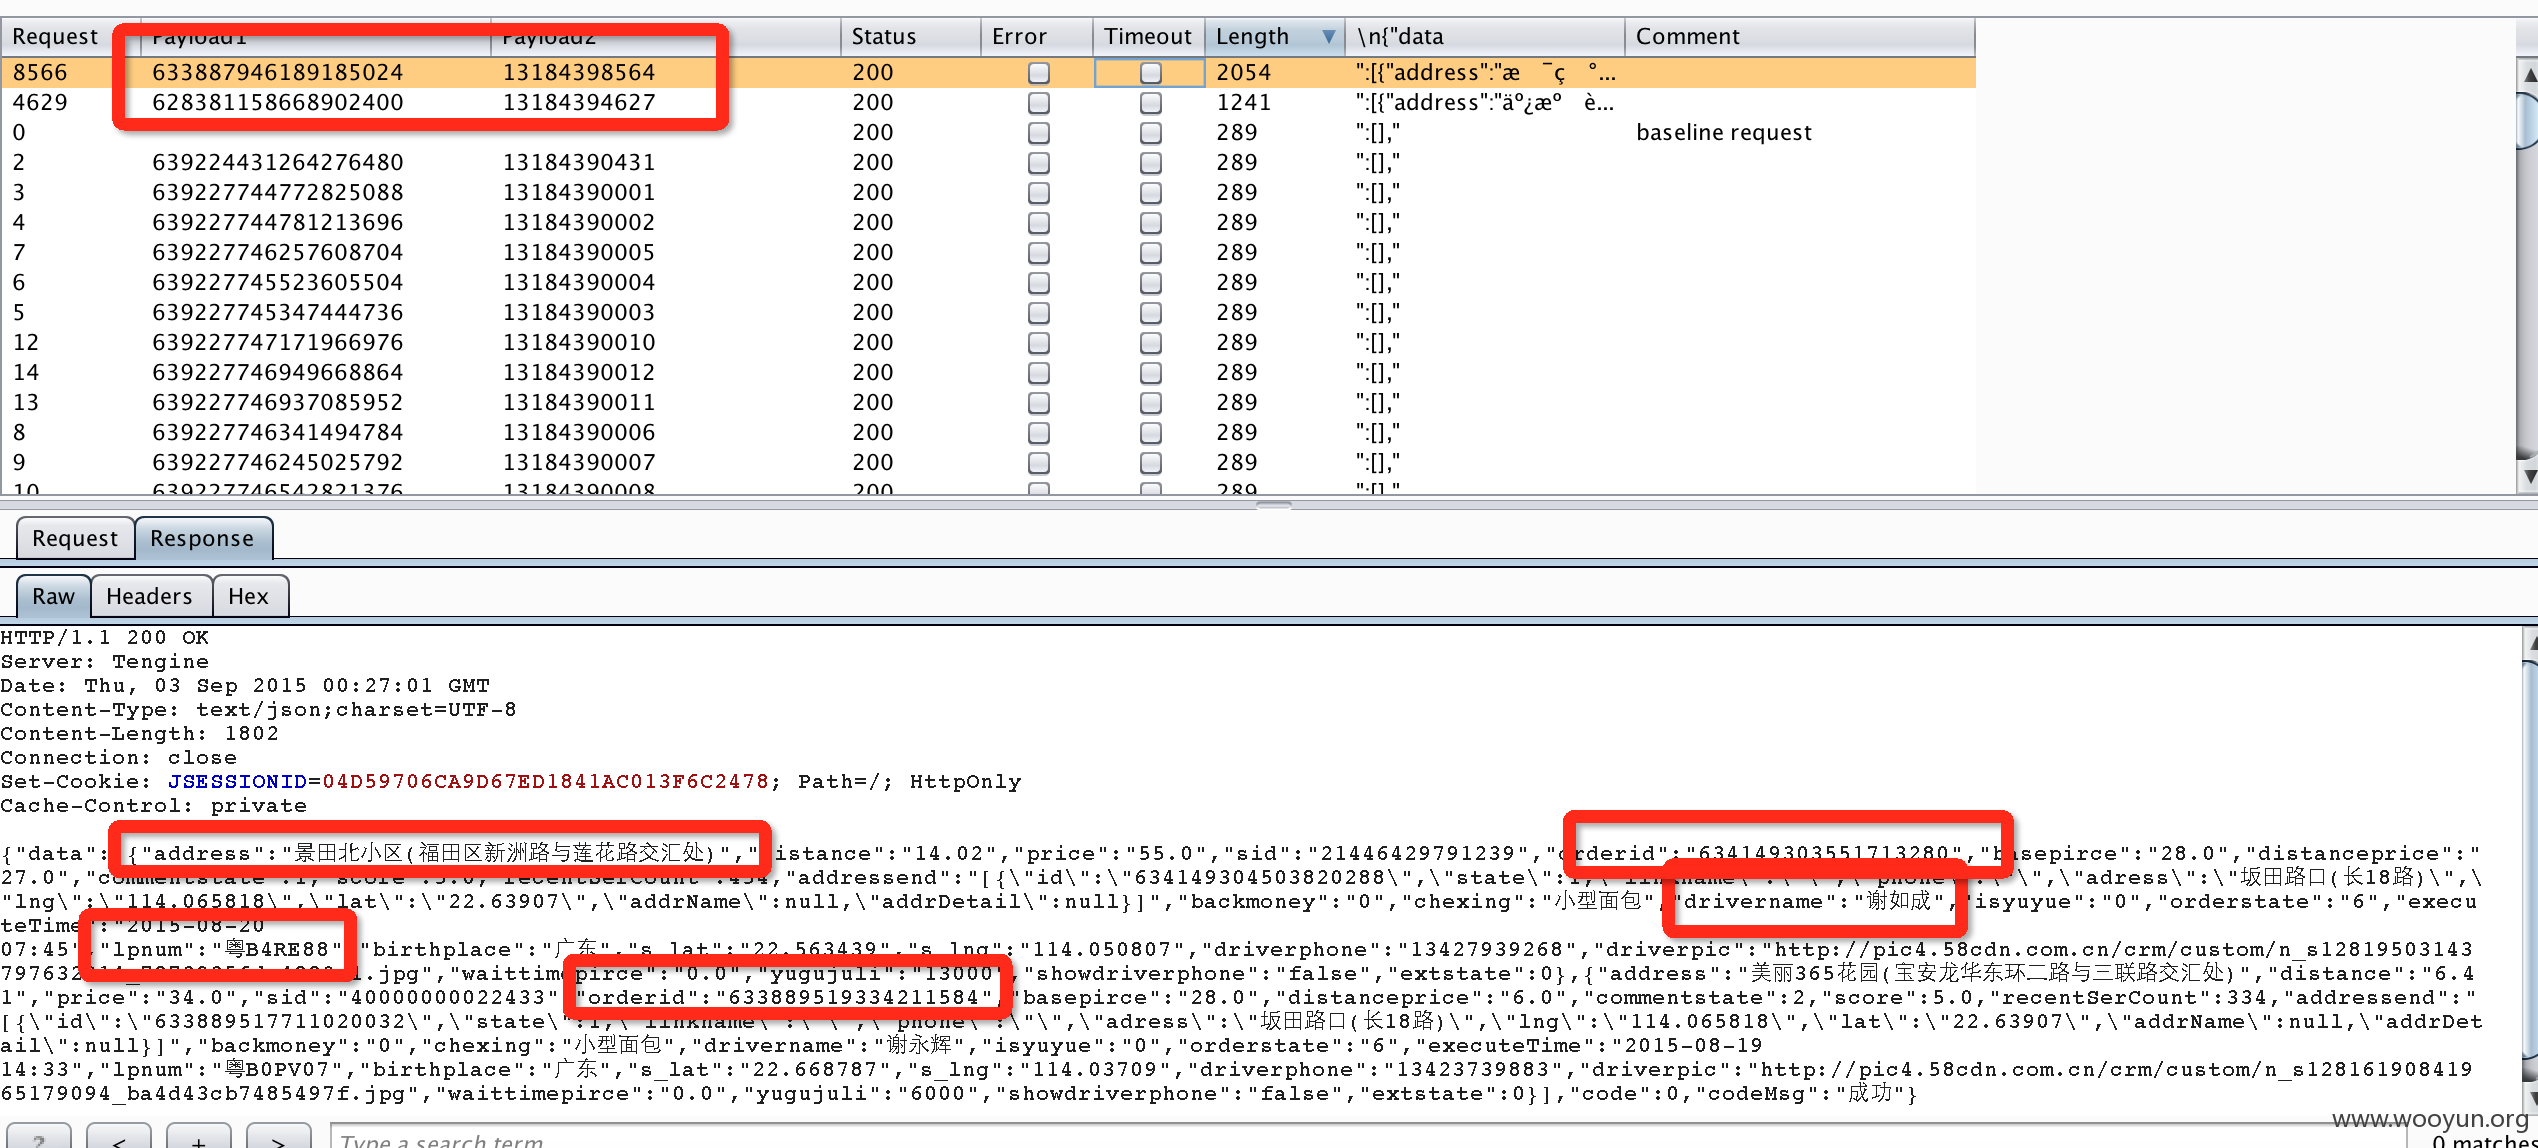 Request Payload1 Payload2 Status Error Timeout Length \n{"data Comment
8566 633887946189185024 13184398564 200 2054 ":[{"address":"æ ¯ç °...
4629 628381158668902400 13184394627 200 1241 ":[{"address":"äº¿æº è...
0 200 289 ":[]," baseline request
2 639224431264276480 13184390431 200 289 ":[],"
3 639227744772825088 13184390001 200 289 ":[],"
4 639227744781213696 13184390002 200 289 ":[],"
7 639227746257608704 13184390005 200 289 ":[],"
6 639227745523605504 13184390004 200 289 ":[],"
5 639227745347444736 13184390003 200 289 ":[],"
12 639227747171966976 13184390010 200 289 ":[],"
14 639227746949668864 13184390012 200 289 ":[],"
13 639227746937085952 13184390011 200 289 ":[],"
8 639227746341494784 13184390006 200 289 ":[],"
9 639227746245025792 13184390007 200 289 ":[],"
10 639227746542821376 13184390008 200 289 ":[],"
Request Response
Raw Headers Hex
HTTP/1.1 200 OK
Server: Tengine
Date: Thu, 03 Sep 2015 00:27:01 GMT
Content-Type: text/json;charset=UTF-8
Content-Length: 1802
Connection: close
Set-Cookie: JSESSIONID=04D59706CA9D67ED1841AC013F6C2478; Path=/; HttpOnly
Cache-Control: private
{"data": {"address":"景田北小区(福田区新洲路与莲花路交汇处)","distance":"14.02","price":"55.0","sid":"21446429791239","orderid":"634149303551713280","basepirce":"28.0","distanceprice":"
27.0","commentstate":1,"score":5.0,"recentSerCount":454,"addressend":"[{\"id\":\"634149304503820288\",\"state\":1,\"linkname\":\"\",\"phone\":\"\",\"adress\":\"坂田路口(长18路)\",\
"lng\":\"114.065818\",\"lat\":\"22.63907\",\"addrName\":null,\"addrDetail\":null}]","backmoney":"0","chexing":"小型面包","drivername":"谢如成","isyuyue":"0","orderstate":"6","execu
teTime":"2015-08-20
07:45","lpnum":"粤B4RE88","birthplace":"广东","s_lat":"22.563439","s_lng":"114.050807","driverphone":"13427939268","driverpic":"http://pic4.58cdn.com.cn/crm/custom/n_s12819503143
1.jpg","waittimepirce":"0.0","yugujuli":"13000","showdriverphone":"false","extstate":0},{"address":"美丽365花园(宝安龙华东环二路与三联路交汇处)","distance":"6.4
1","price":"34.0","sid":"40000000022433","orderid":"633889519334211584","basepirce":"28.0","distanceprice":"6.0","commentstate":2,"score":5.0,"recentSerCount":334,"addressend":"
[{\"id\":\"633889517711020032\",\"state\":1,\"linkname\":\"\",\"phone\":\"\",\"adress\":\"坂田路口(长18路)\",\"lng\":\"114.065818\",\"lat\":\"22.63907\",\"addrName\":null,\"addrDet
ail\":null}]","backmoney":"0","chexing":"小型面包","drivername":"谢永辉","isyuyue":"0","orderstate":"6","executeTime":"2015-08-19
14:33","lpnum":"粤B0PV07","birthplace":"广东","s_lat":"22.668787","s_lng":"114.03709","driverphone":"13423739883","driverpic":"http://pic4.58cdn.com.cn/crm/custom/n_s128161908419
65179094_ba4d43cb7485497f.jpg","waittimepirce":"0.0","yugujuli":"6000","showdriverphone":"false","extstate":0}],"code":0,"codeMsg":"成功"}
www.wooyun.org
? < + > Type a search term 0 matches